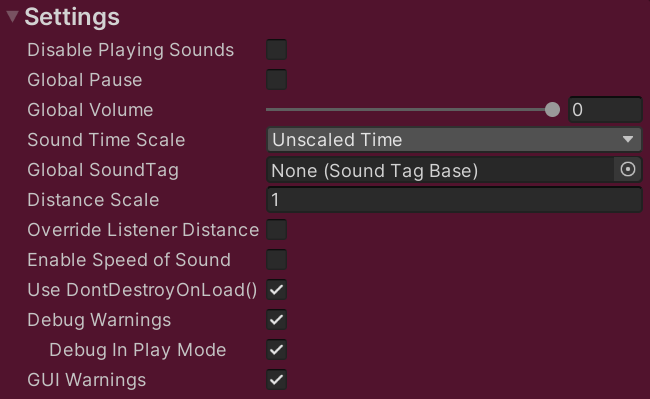 Settings
Disable Playing Sounds
Global Pause
Global Volume 0
Sound Time Scale Unscaled Time
Global SoundTag None (Sound Tag Base)
Distance Scale 1
Override Listener Distance
Enable Speed of Sound
Use DontDestroyOnLoad()
Debug Warnings
Debug In Play Mode
GUI Warnings